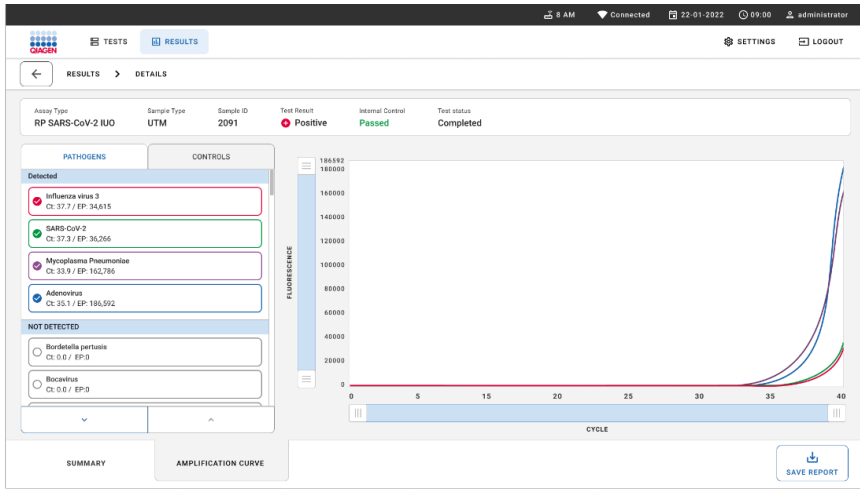 8 AM
Connected
22-01-2022
09:00
administrator
QIAGEN
TESTS
RESULTS
SETTINGS
LOGOUT
RESULTS > DETAILS
Assay Type
RP SARS-CoV-2 IUO
Sample Type
UTM
Sample ID
2091
Test Result
Positive
Internal Control
Passed
Test status
Completed
PATHOGENS
CONTROLS
Detected
Influenza virus 3
Ct: 37.7 / EP: 34,615
SARS-CoV-2
Ct: 37.3 / EP: 36,266
Mycoplasma Pneumoniae
Ct: 33.9 / EP: 162,786
Adenovirus
Ct: 35.1 / EP: 186,592
NOT DETECTED
Bordetella pertusis
Ct: 0.0 / EP:0
Bocavirus
Ct: 0.0 / EP:0
FLUORESCENCE
186592
180000
160000
140000
120000
100000
80000
60000
40000
20000
0
0 5 15 20 25 30 35 40
CYCLE
SUMMARY
AMPLIFICATION CURVE
SAVE REPORT